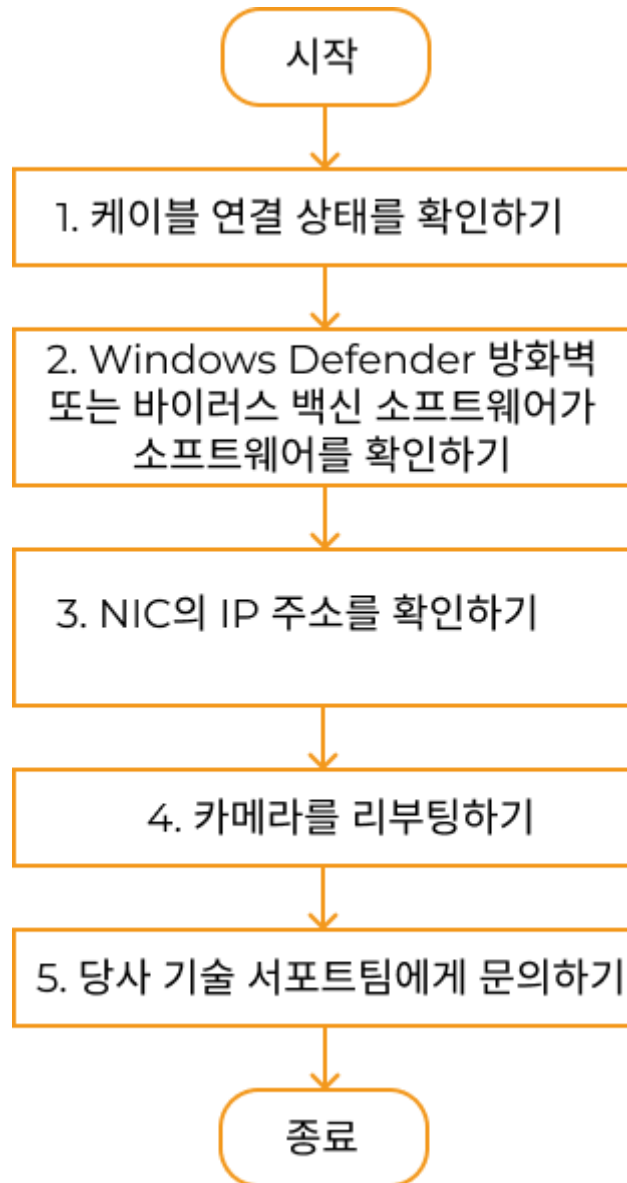 시작
1. 케이블 연결 상태를 확인하기
2. Windows Defender 방화벽
또는 바이러스 백신 소프트웨어가
소프트웨어를 확인하기
3. NIC의 IP 주소를 확인하기
4. 카메라를 리부팅하기
5. 당사 기술 서포트팀에게 문의하기
종료